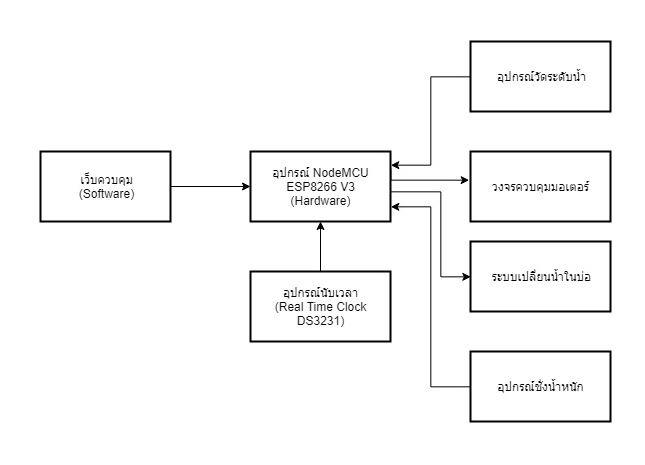 อุปกรณ์วัดระดับน้ำ
เว็บควบคุม
(Software)
อุปกรณ์ NodeMCU
ESP8266 V3
(Hardware)
วงจรควบคุมมอเตอร์
ระบบเปลี่ยนน้ำในบ่อ
อุปกรณ์นับเวลา
(Real Time Clock
DS3231)
อุปกรณ์ชั่งน้ำหนัก